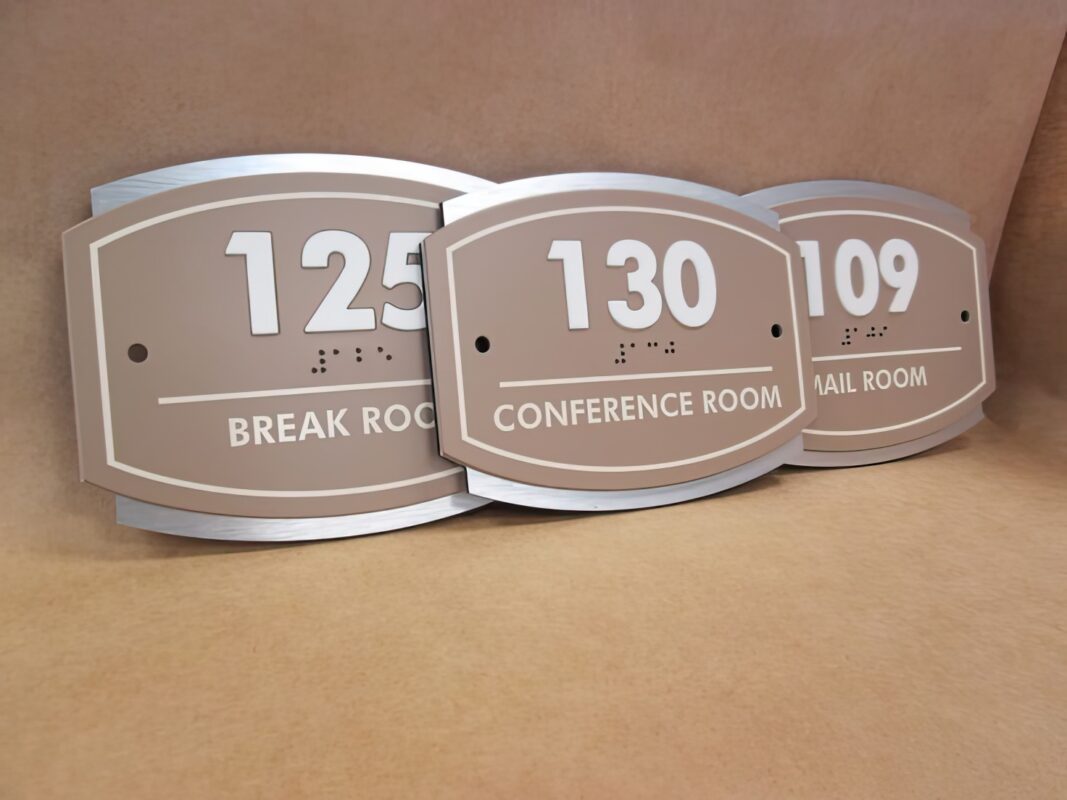 125
⠼⠁⠃⠑
BREAK ROO
130
⠼⠁⠉⠚
CONFERENCE ROOM
109
⠼⠁⠚⠊
MAIL ROOM